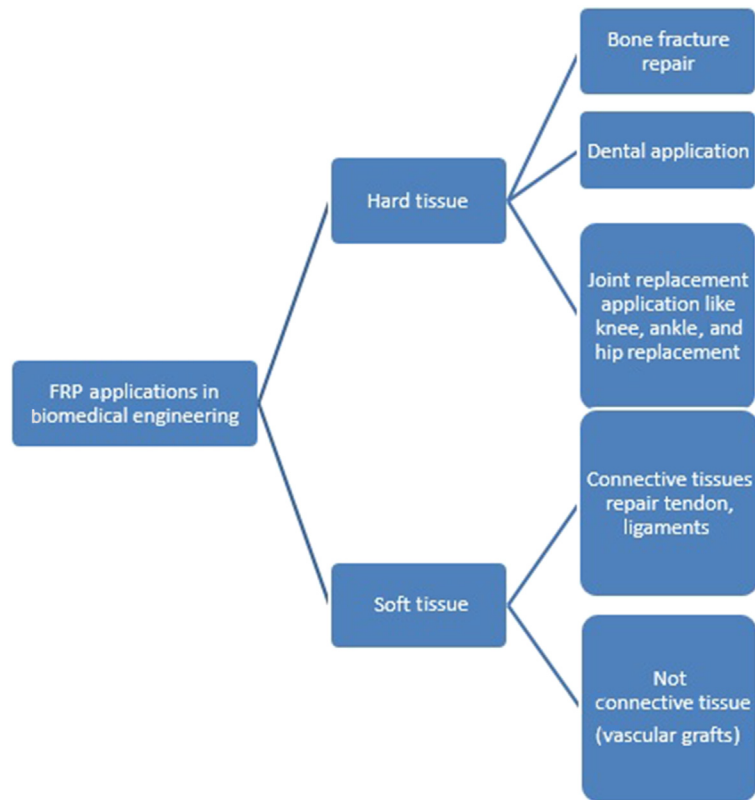 Bone fracture
repair
Dental application
Hard tissue
Joint replacement
application like
knee, ankle, and
hip replacement
FRP applications in
biomedical engineering
Connective tissues
repair tendon,
ligaments
Soft tissue
Not
connective tissue
(vascular grafts)